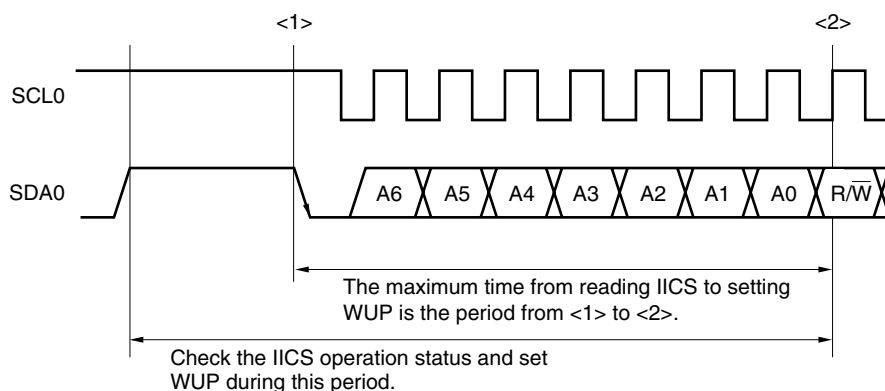 <1> <2>
SCL0
SDA0 A6 A5 A4 A3 A2 A1 A0 R/W̅
The maximum time from reading IICS to setting
WUP is the period from <1> to <2>.
Check the IICS operation status and set
WUP during this period.